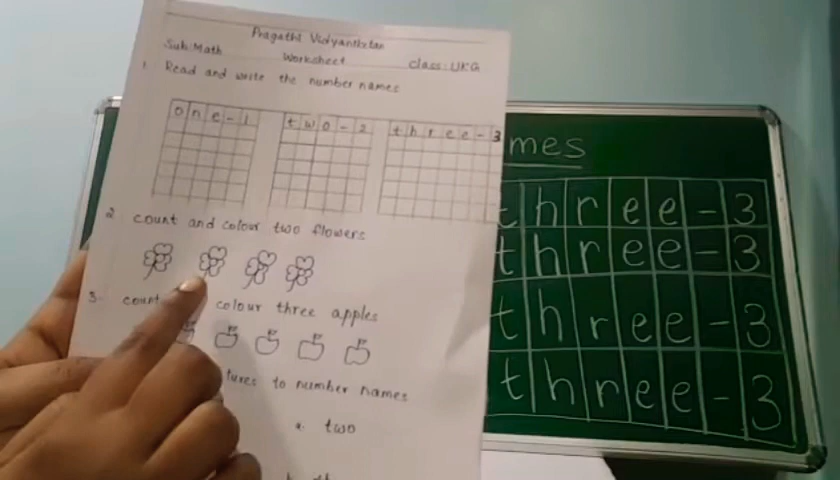 Pragathi Vidyaniketan
Sub: Math
Worksheet
Class: UKG
1. Read and write the number names
one-1
two-2
three-3
2. count and colour two flowers
3. count colour three apples
tures to number names
a. two
mes
three-3
three-3
three-3
three-3